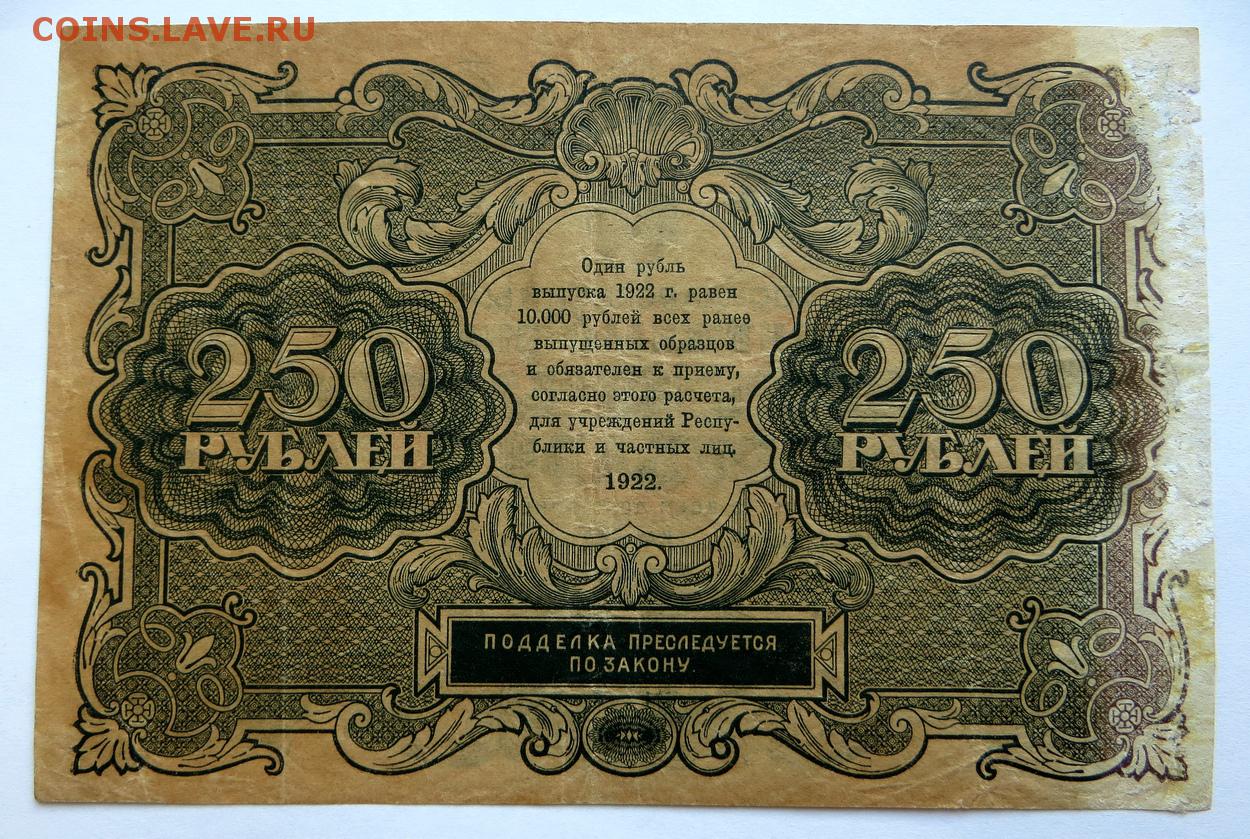 COINS.LAVE.RU
250
РУБЛЕЙ
Один рубль
выпуска 1922 г. равен
10.000 рублей всех ранее
выпущенных образцов
и обязателен к приему,
согласно этого расчета,
для учреждений Респу-
блики и частных лиц.
1922.
250
РУБЛЕЙ
ПОДДЕЛКА ПРЕСЛЕДУЕТСЯ
ПО ЗАКОНУ.